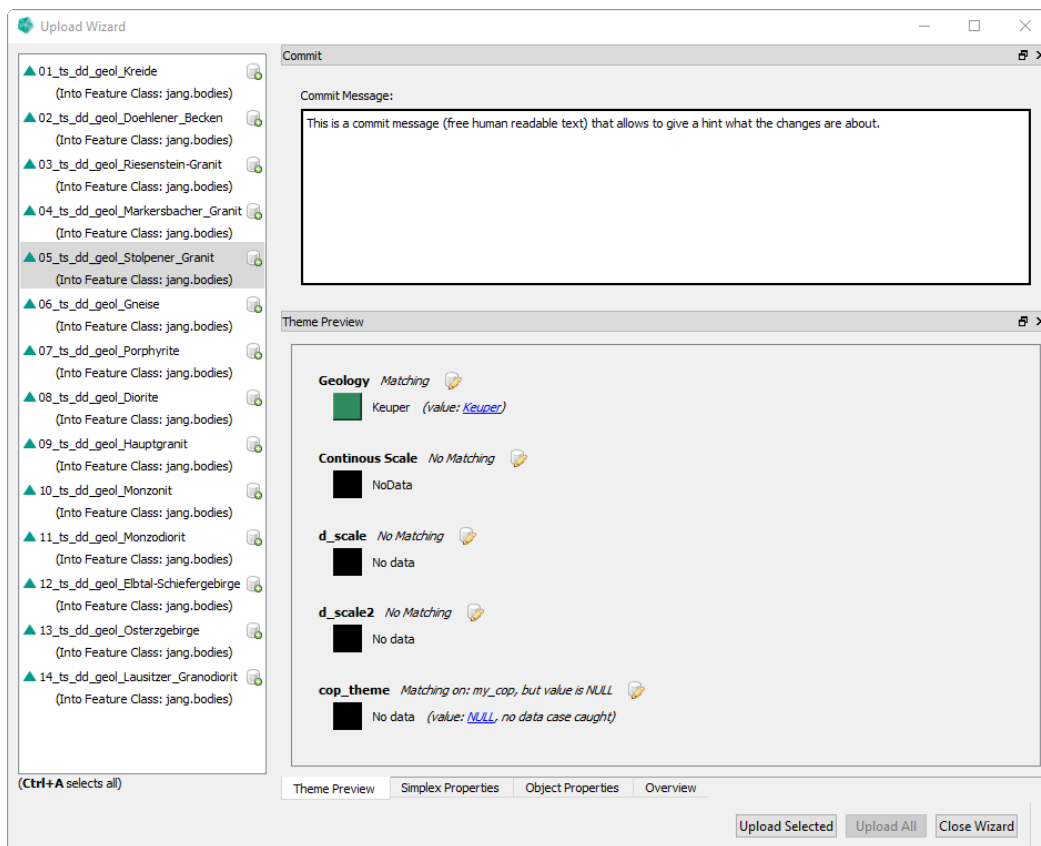 Upload Wizard
01_ts_dd_geol_Kreide
(Into Feature Class: jang.bodies)
02_ts_dd_geol_Doehlener_Becken
(Into Feature Class: jang.bodies)
03_ts_dd_geol_Riesenstein-Granit
(Into Feature Class: jang.bodies)
04_ts_dd_geol_Markersbacher_Granit
(Into Feature Class: jang.bodies)
05_ts_dd_geol_Stolpener_Granit
(Into Feature Class: jang.bodies)
06_ts_dd_geol_Gneise
(Into Feature Class: jang.bodies)
07_ts_dd_geol_Porphyrite
(Into Feature Class: jang.bodies)
08_ts_dd_geol_Diorite
(Into Feature Class: jang.bodies)
09_ts_dd_geol_Hauptgranit
(Into Feature Class: jang.bodies)
10_ts_dd_geol_Monzonit
(Into Feature Class: jang.bodies)
11_ts_dd_geol_Monzodiorit
(Into Feature Class: jang.bodies)
12_ts_dd_geol_Elbtal-Schiefergebirge
(Into Feature Class: jang.bodies)
13_ts_dd_geol_Osterzgebirge
(Into Feature Class: jang.bodies)
14_ts_dd_geol_Lausitzer_Granodiorit
(Into Feature Class: jang.bodies)
(Ctrl+A selects all)
Commit
Commit Message:
This is a commit message (free human readable text) that allows to give a hint what the changes are about.
Theme Preview
Geology Matching
Keuper (value: Keuper)
Continous Scale No Matching
NoData
d_scale No Matching
No data
d_scale2 No Matching
No data
cop_theme Matching on: my_cop, but value is NULL
No data (value: NULL, no data case caught)
Theme Preview Simplex Properties Object Properties Overview
Upload Selected Upload All Close Wizard